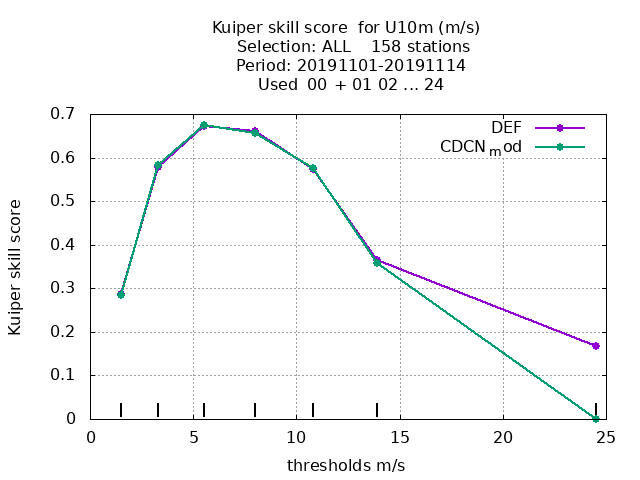 Kuiper skill score  for U10m (m/s)
Selection: ALL    158 stations
Period: 20191101-20191114
Used  00  + 01 02 ... 24
DEF
CDCNmod
Kuiper skill score
0.7
0.6
0.5
0.4
0.3
0.2
0.1
0
0 5 10 15 20 25
thresholds m/s